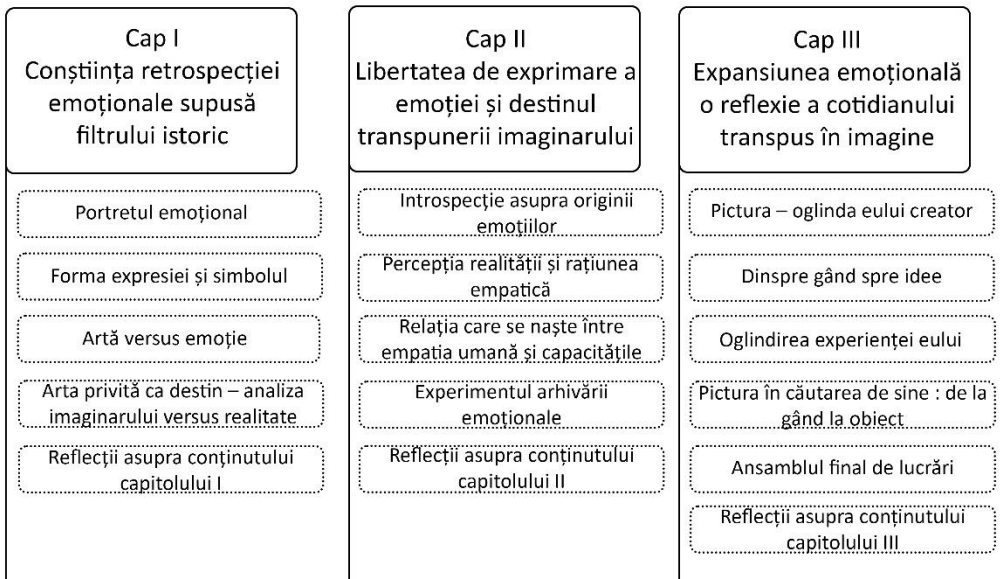 Cap I
Conștiința retrospecției
emoționale supusă
filtrului istoric
Portretul emoțional
Forma expresiei și simbolul
Artă versus emoție
Arta privită ca destin – analiza
imaginarului versus realitate
Reflecții asupra conținutului
capitolului I
Cap II
Libertatea de exprimare a
emoției și destinul
transpunerii imaginarului
Introspecție asupra originii
emoțiilor
Percepția realității și rațiunea
empatică
Relația care se naște între
empatia umană și capacitățile
Experimentul arhivării
emoționale
Reflecții asupra conținutului
capitolului II
Cap III
Expansiunea emoțională
o reflexie a cotidianului
transpus în imagine
Pictura – oglinda eului creator
Dinspre gând spre idee
Oglindirea experienței eului
Pictura în căutarea de sine : de la
gând la obiect
Ansamblul final de lucrări
Reflecții asupra conținutului
capitolului III